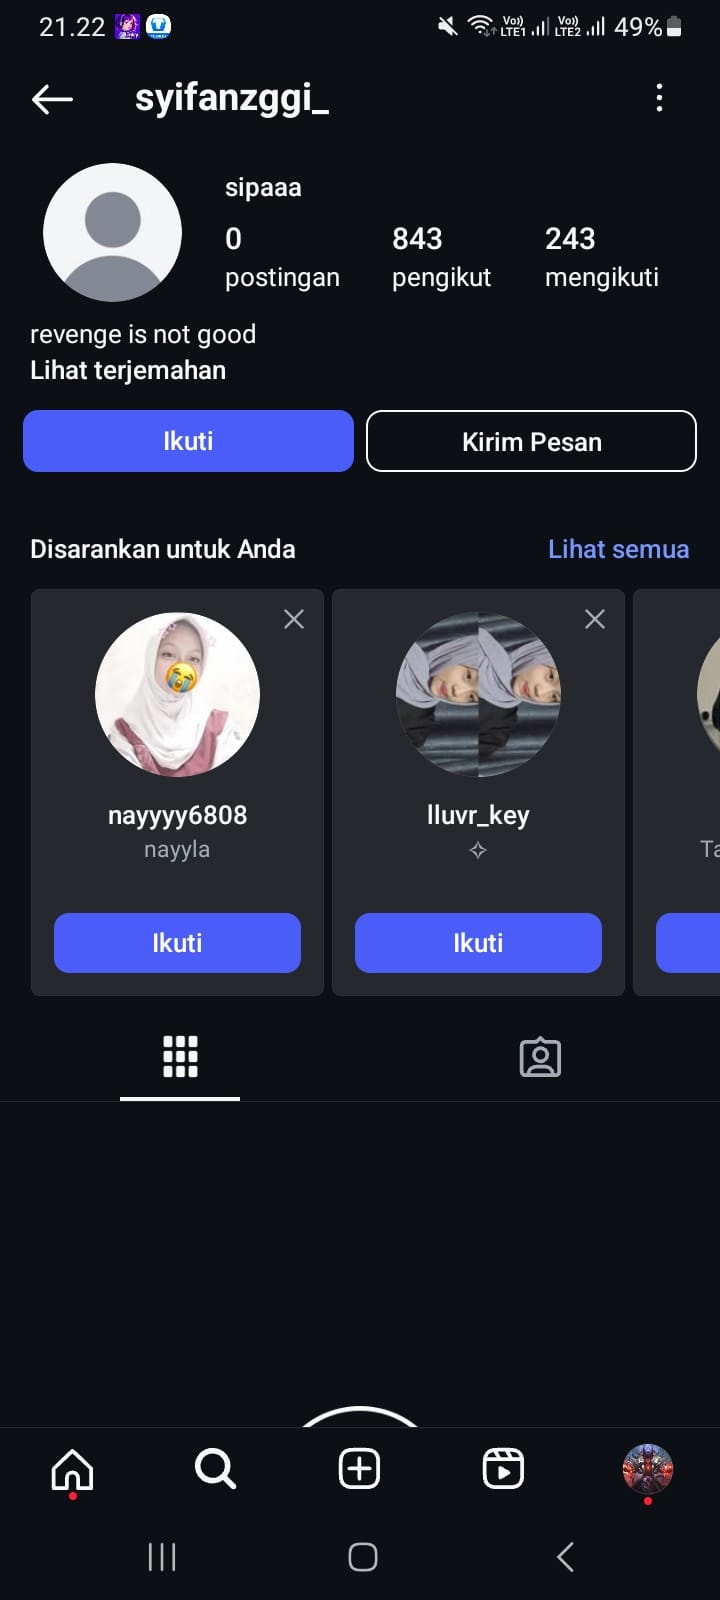 21.22 Vo) LTE1 Vo) LTE2 49%
syifanzggi_
sipaaa
0 843 243
postingan pengikut mengikuti
revenge is not good
Lihat terjemahan
Ikuti Kirim Pesan
Disarankan untuk Anda Lihat semua
nayyyy6808 lluvr_key
nayyla Ta
Ikuti Ikuti